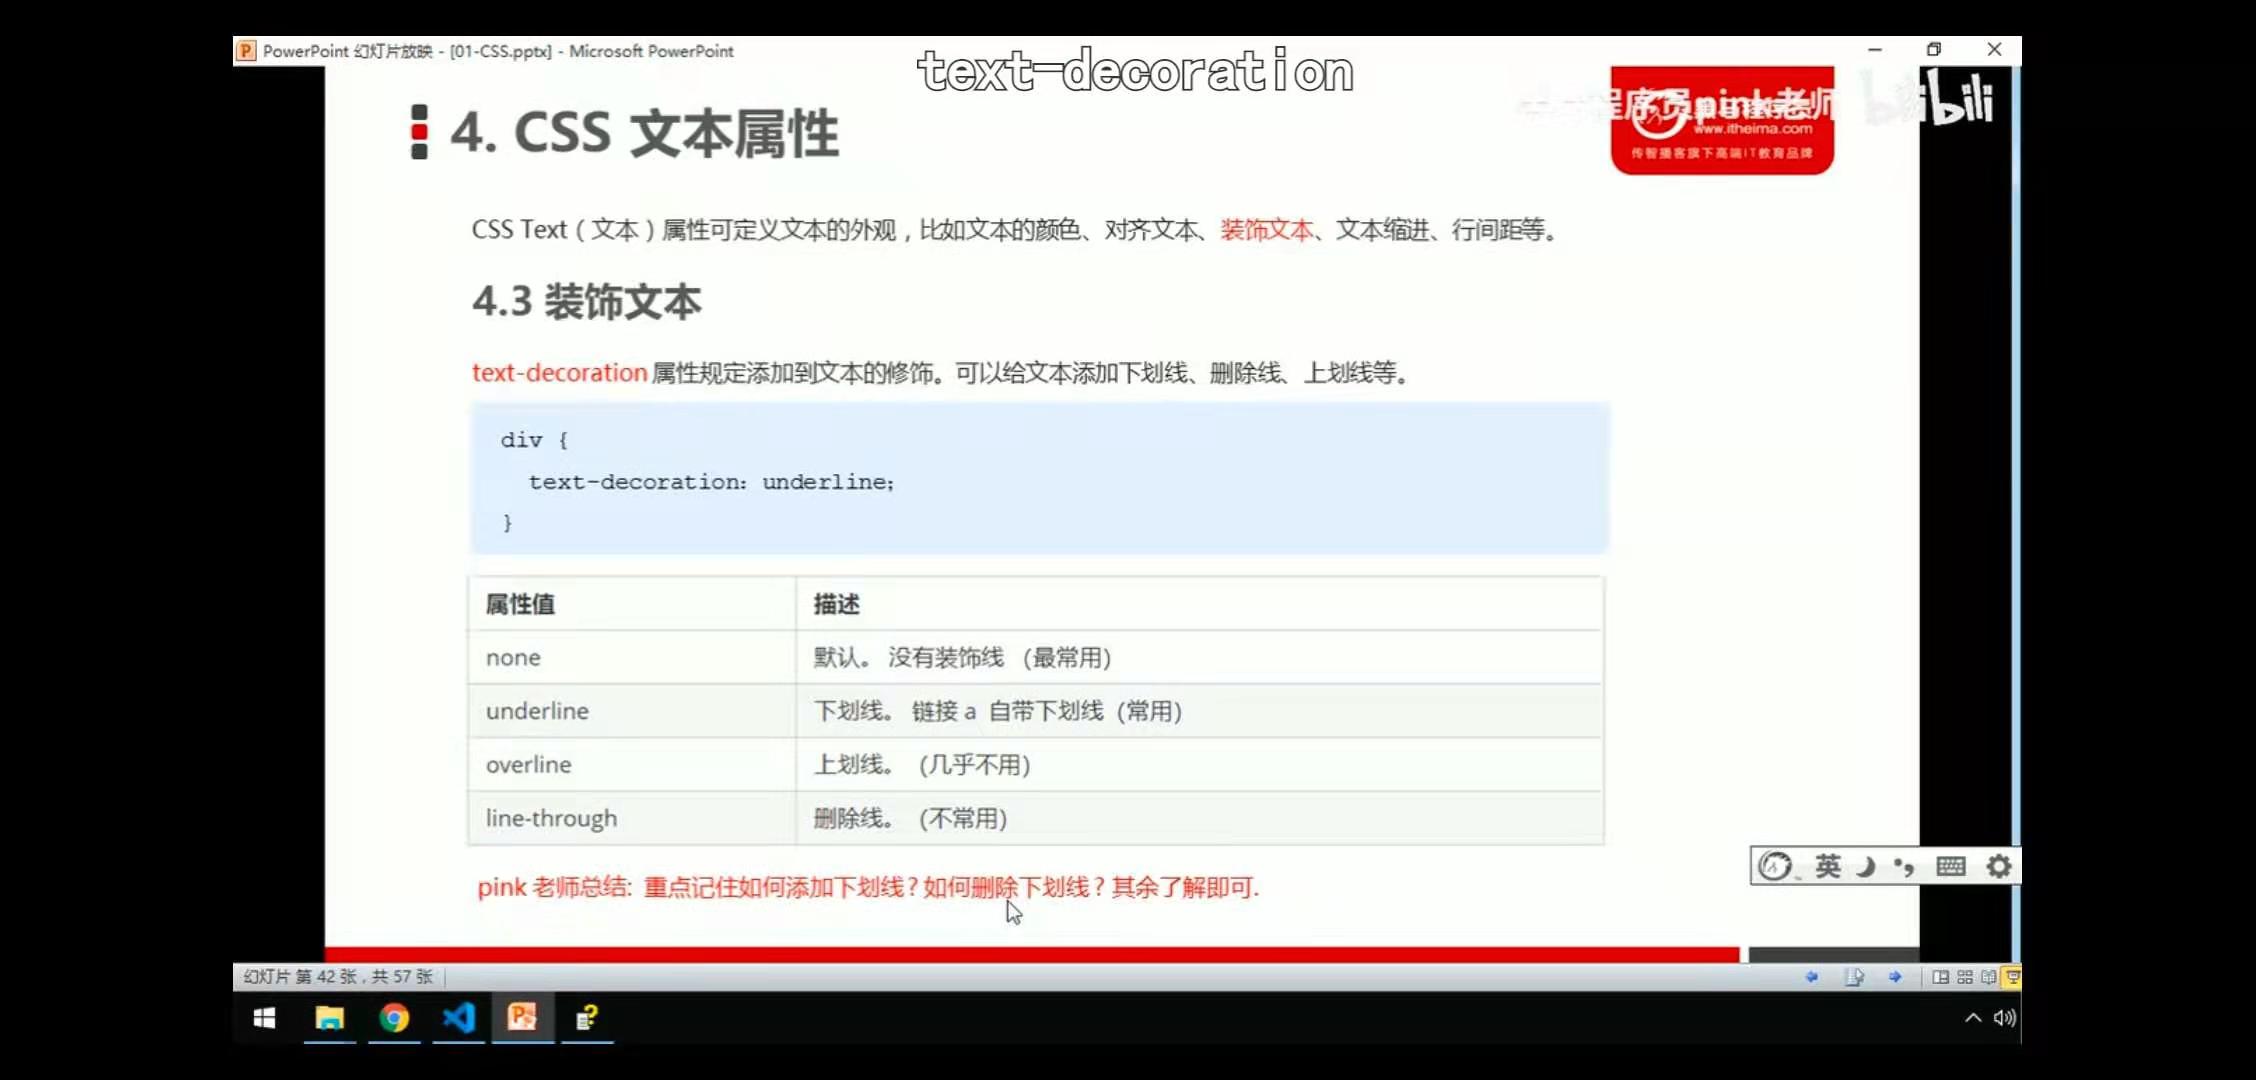 PowerPoint 幻灯片放映 - [01-CSS.pptx] - Microsoft PowerPoint
text-decoration
程序员pink老师
bilibili
4. CSS 文本属性
www.itheima.com
传智播客旗下高端IT教育品牌
CSS Text（文本）属性可定义文本的外观，比如文本的颜色、对齐文本、装饰文本、文本缩进、行间距等。
4.3 装饰文本
text-decoration 属性规定添加到文本的修饰。可以给文本添加下划线、删除线、上划线等。
div {
text-decoration：underline；
}
属性值 描述
none 默认。 没有装饰线 (最常用)
underline 下划线。 链接 a 自带下划线 (常用)
overline 上划线。 (几乎不用)
line-through 删除线。 (不常用)
pink 老师总结: 重点记住如何添加下划线? 如何删除下划线? 其余了解即可.
英
幻灯片 第 42 张，共 57 张